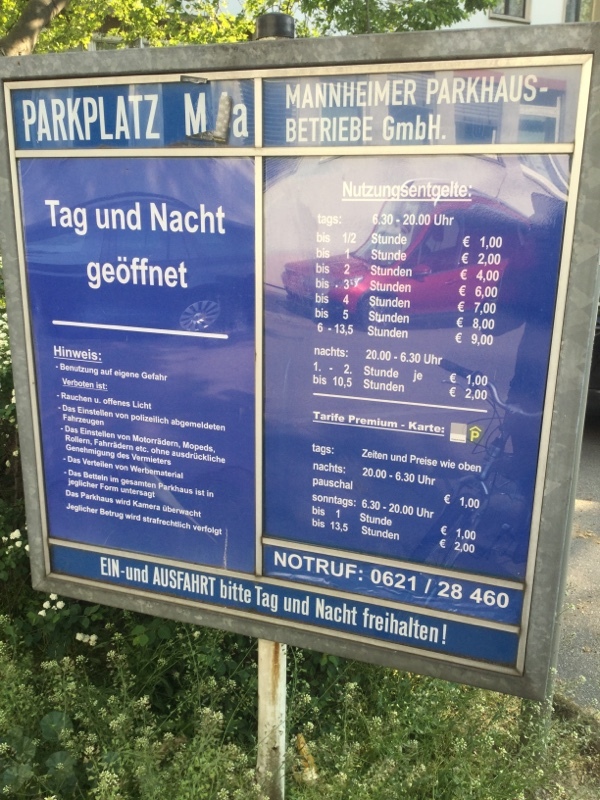 PARKPLATZ M 4a
MANNHEIMER PARKHAUS-
BETRIEBE GmbH.
Tag und Nacht
geöffnet
Hinweis:
- Benutzung auf eigene Gefahr
Verboten ist:
- Rauchen u. offenes Licht
- Das Einstellen von polizeilich abgemeldeten
Fahrzeugen
- Das Einstellen von Motorrädern, Mopeds,
Rollern, Fahrrädern etc. ohne ausdrückliche
Genehmigung des Vermieters
- Das Verteilen von Werbematerial
- Das Betteln im gesamten Parkhaus ist in
jeglicher Form untersagt
Das Parkhaus wird Kamera überwacht
Jeglicher Betrug wird strafrechtlich verfolgt
Nutzungsentgelte:
tags: 6.30 - 20.00 Uhr
bis 1/2 Stunde € 1,00
bis 1 Stunde € 2,00
bis 2 Stunden € 4,00
bis 3 Stunden € 6,00
bis 4 Stunden € 7,00
bis 5 Stunden € 8,00
6 - 13,5 Stunden € 9,00
nachts: 20.00 - 6.30 Uhr
1. - 2. Stunde je € 1,00
bis 10,5 Stunden € 2,00
Tarife Premium - Karte: P
tags: Zeiten und Preise wie oben
nachts: 20.00 - 6.30 Uhr
pauschal € 1,00
sonntags: 6.30 - 20.00 Uhr
bis 1 Stunde € 1,00
bis 13,5 Stunden € 2,00
NOTRUF: 0621 / 28 460
EIN-und AUSFAHRT bitte Tag und Nacht freihalten!